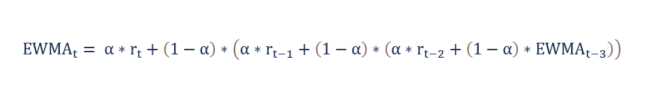 EWMAₜ = α * rₜ + (1 − α) * (α * rₜ₋₁ + (1 − α) * (α * rₜ₋₂ + (1 − α) * EWMAₜ₋₃))